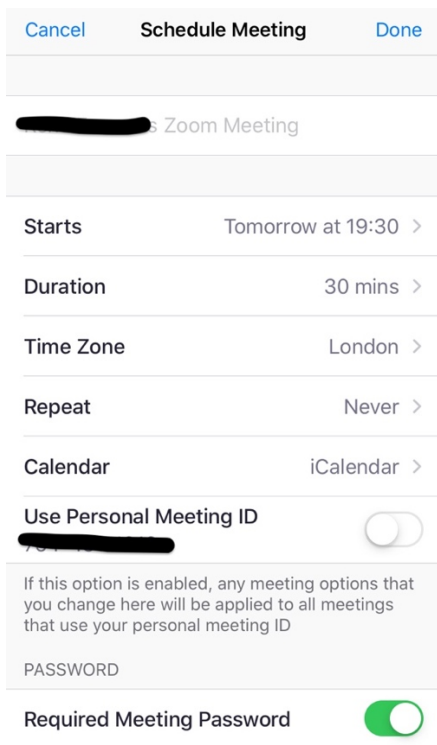 Cancel Schedule Meeting Done
s Zoom Meeting
Starts Tomorrow at 19:30 >
Duration 30 mins >
Time Zone London >
Repeat Never >
Calendar iCalendar >
Use Personal Meeting ID
If this option is enabled, any meeting options that
you change here will be applied to all meetings
that use your personal meeting ID
PASSWORD
Required Meeting Password